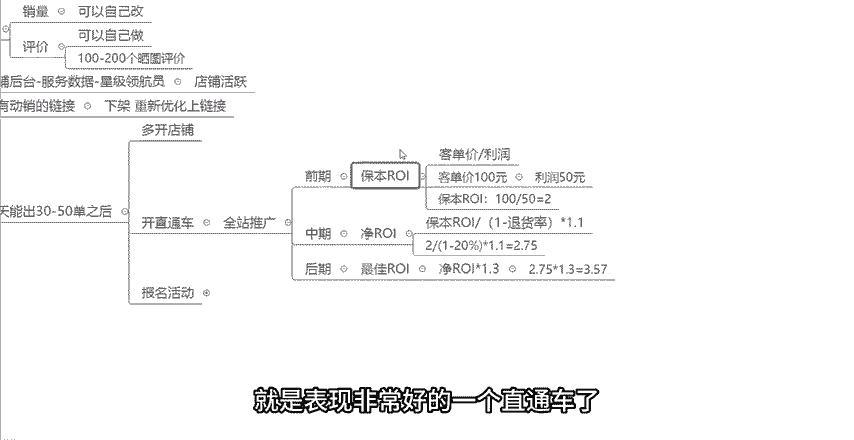 销量 可以自己改
评价 可以自己做
100-200个晒图评价
铺后台-服务数据-星级领航员 店铺活跃
有动销的链接 下架 重新优化上链接
天能出30-50单之后
多开店铺
开直通车 全站推广
前期 保本ROI
客单价/利润
客单价100元 利润50元
保本ROI：100/50=2
中期 净ROI
保本ROI/（1-退货率）*1.1
2/(1-20%)*1.1=2.75
后期 最佳ROI 净ROI*1.3 2.75*1.3=3.57
报名活动
就是表现非常好的一个直通车了